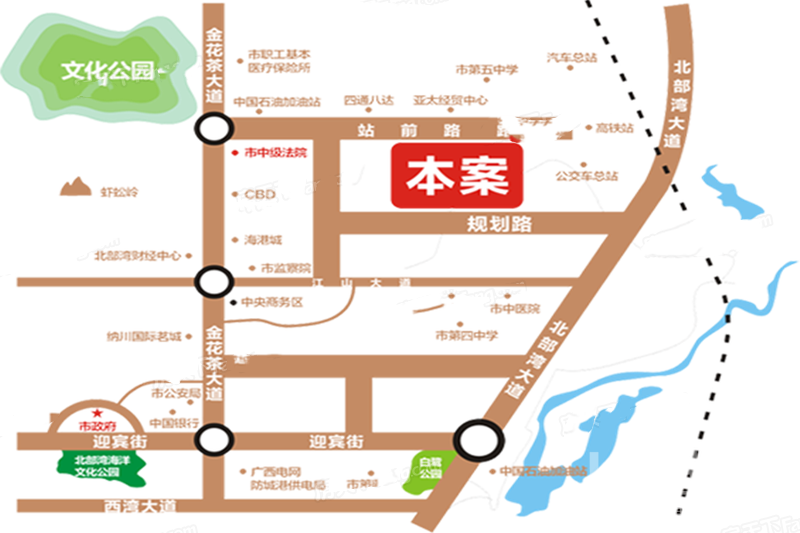 金花茶大道
文化公园
市职工基本
医疗保险所
汽车总站
市第五中学
北部湾大道
中国石油加油站
四通八达
亚太经贸中心
站前路
高铁站
市中级法院
本案
公交车总站
虾蚣岭
CBD
规划路
海港城
北部湾财经中心
市监察院
江山大道
中央商务区
市中医院
纳川国际茗城
金花茶大道
市第四中学
北部湾大道
市公安局
市政府
中国银行
迎宾街
迎宾街
北部湾海洋
文化公园
白鹭
公园
广西电网
防城港供电局
市第
中国石油加油站
西湾大道